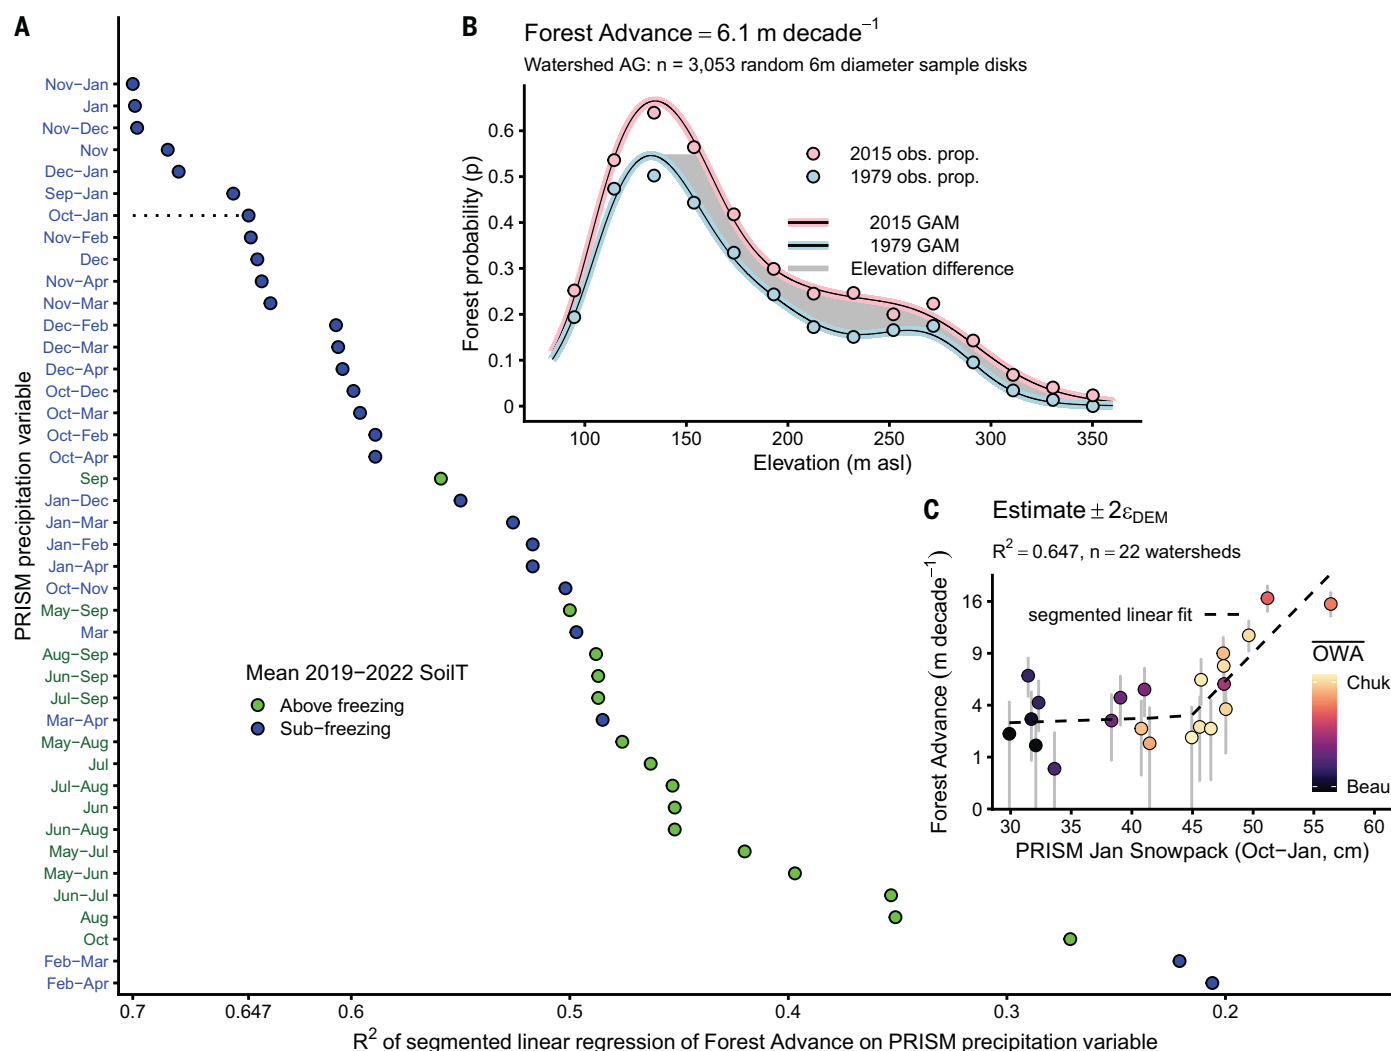 A
PRISM precipitation variable
Nov−Jan
Jan
Nov−Dec
Nov
Dec−Jan
Sep−Jan
Oct−Jan
Nov−Feb
Dec
Nov−Apr
Nov−Mar
Dec−Feb
Dec−Mar
Dec−Apr
Oct−Dec
Oct−Mar
Oct−Feb
Oct−Apr
Sep
Jan−Dec
Jan−Mar
Jan−Feb
Jan−Apr
Oct−Nov
May−Sep
Mar
Aug−Sep
Jun−Sep
Jul−Sep
Mar−Apr
May−Aug
Jul
Jul−Aug
Jun
Jun−Aug
May−Jul
May−Jun
Jun−Jul
Aug
Oct
Feb−Mar
Feb−Apr
0.7 0.647 0.6 0.5 0.4 0.3 0.2
R² of segmented linear regression of Forest Advance on PRISM precipitation variable
Mean 2019−2022 SoilT
Above freezing
Sub−freezing
B
Forest Advance = 6.1 m decade⁻¹
Watershed AG: n = 3,053 random 6m diameter sample disks
Forest probability (p)
0.6
0.5
0.4
0.3
0.2
0.1
0
2015 obs. prop.
1979 obs. prop.
2015 GAM
1979 GAM
Elevation difference
100 150 200 250 300 350
Elevation (m asl)
C
Estimate ± 2ε_DEM
R² = 0.647, n = 22 watersheds
Forest Advance (m decade⁻¹)
16
9
4
1
0
segmented linear fit
OWA
Chuk
Beau
30 35 40 45 50 55 60
PRISM Jan Snowpack (Oct−Jan, cm)